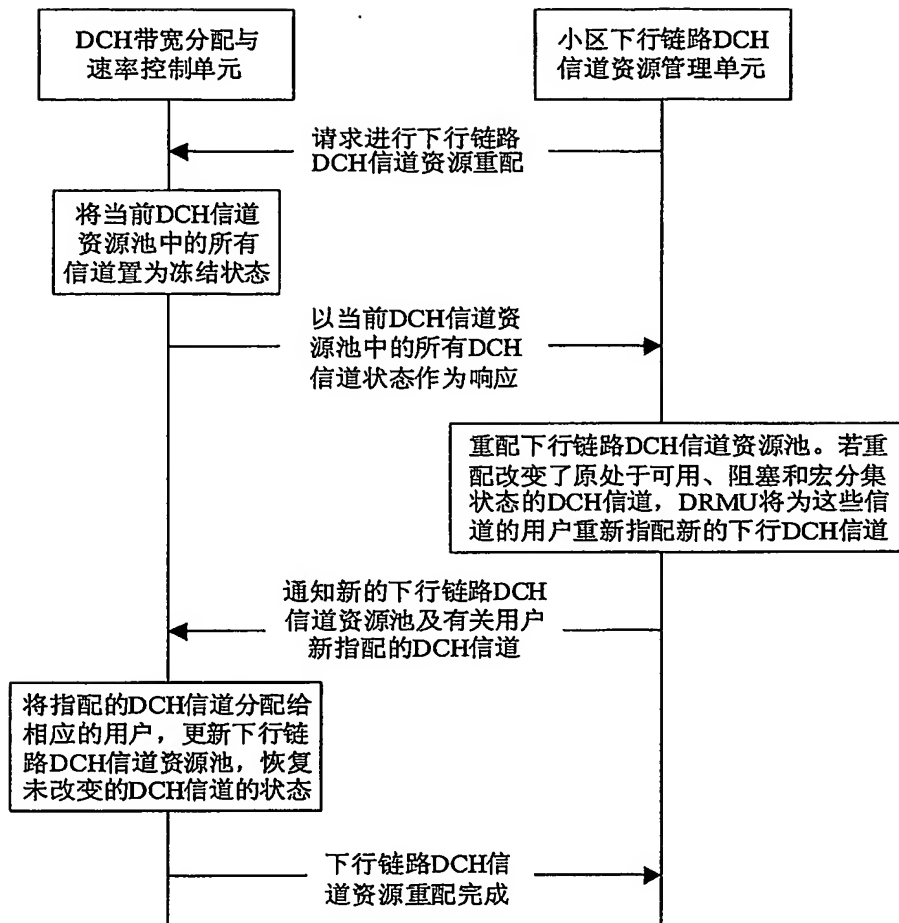 DCH带宽分配与
速率控制单元
小区下行链路DCH
信道资源管理单元
请求进行下行链路
DCH信道资源重配
将当前DCH信道
资源池中的所有
信道置为冻结状态
以当前DCH信道资
源池中的所有DCH
信道状态作为响应
重配下行链路DCH信道资源池。若重
配改变了原处于可用、阻塞和宏分集
状态的DCH信道，DRMU将为这些信
道的用户重新指配新的下行DCH信道
通知新的下行链路DCH
信道资源池及有关用户
新指配的DCH信道
将指配的DCH信道分配给
相应的用户，更新下行链
路DCH信道资源池，恢复
未改变的DCH信道的状态
下行链路DCH信
道资源重配完成